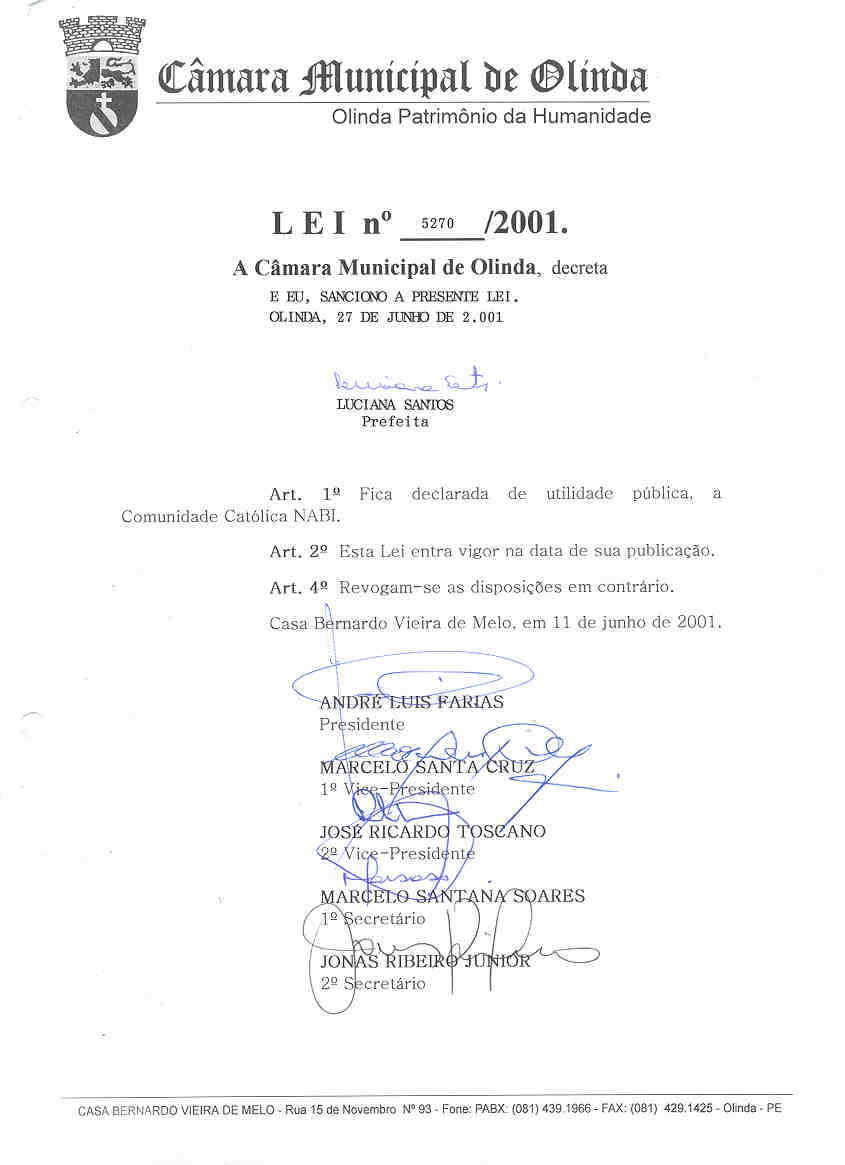 Câmara Municipal de Olinda
Olinda Patrimônio da Humanidade
LEI nº 5270 /2001.
A Câmara Municipal de Olinda, decreta
E EU, SANCIONO A PRESENTE LEI.
OLINDA, 27 DE JUNHO DE 2.001
Luciana Santos
LUCIANA SANTOS
Prefeita
Art. 1º Fica declarada de utilidade pública, a
Comunidade Católica NABI.
Art. 2º Esta Lei entra vigor na data de sua publicação.
Art. 4º Revogam-se as disposições em contrário.
Casa Bernardo Vieira de Melo, em 11 de junho de 2001.
ANDRÉ LUIS FARIAS
Presidente
MARCELO SANTA CRUZ
1º Vice-Presidente
JOSÉ RICARDO TOSCANO
2º Vice-Presidente
MARCELO SANTANA SOARES
1º Secretário
JONAS RIBEIRO JUNIOR
2º Secretário
CASA BERNARDO VIEIRA DE MELO - Rua 15 de Novembro Nº 93 - Fone: PABX: (081) 439.1966 - FAX: (081) 429.1425 - Olinda - PE